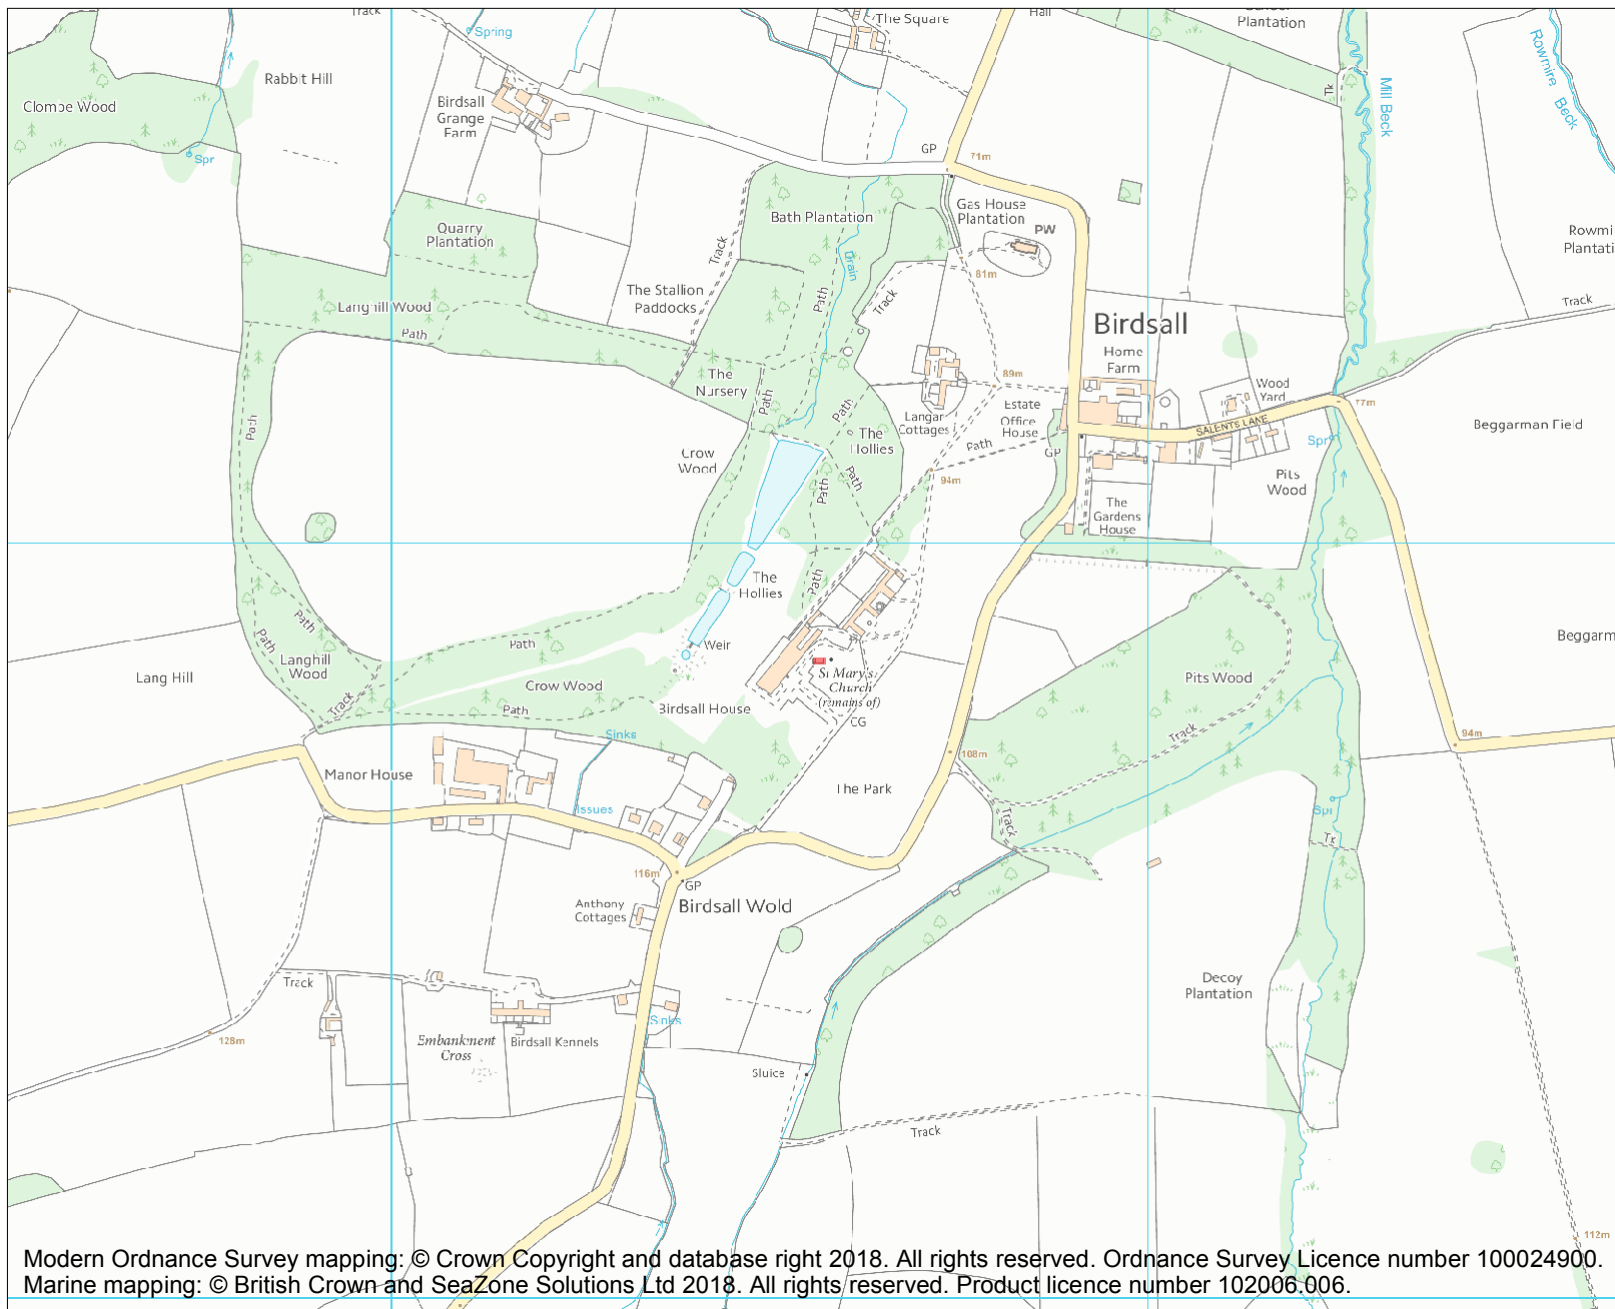 Track
Spring
The Square
Hall
Plantation
Rabbit Hill
Clombe Wood
Birdsall
Grange
Farm
Spr
GP
71m
Tk
Mill Beck
Rowmire Beck
Quarry
Plantation
Bath Plantation
Gas House
Plantation
PW
Drain
Track
81m
Rowmi
Plantati
The Stallion
Paddocks
Path
Track
Langhill Wood
Path
Birdsall
Track
Home
Farm
The
Nursery
Path
89m
Wood
Yard
77m
Path
Langar
Cottages
Estate
Office
House
SALENTS LANE
Beggarman Field
Path
The
Hollies
Path
GP
Spr
Crow
Wood
Path
Path
94m
Pits
Wood
The
Gardens
House
The
Hollies
Path
Path
Path
Path
Weir
Beggarm
Langhill
Wood
Lang Hill
Crow Wood
St Mary's
Church
(remains of)
Pits Wood
Track
Path
Birdsall House
CG
Track
Sinks
94m
108m
Manor House
The Park
Issues
Track
Spr
Tr
116m
GP
Anthony
Cottages
Birdsall Wold
Track
Decoy
Plantation
Sinks
128m
Embankment
Cross
Birdsall Kennels
Sluice
Track
112m
Modern Ordnance Survey mapping: © Crown Copyright and database right 2018. All rights reserved. Ordnance Survey Licence number 100024900.
Marine mapping: © British Crown and SeaZone Solutions Ltd 2018. All rights reserved. Product licence number 102006.006.